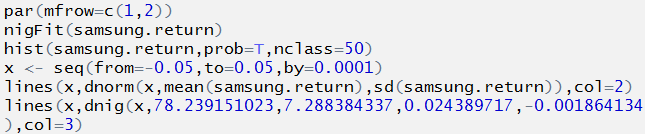 par(mfrow=c(1,2))
nigFit(samsung.return)
hist(samsung.return,prob=T,nclass=50)
x <- seq(from=-0.05,to=0.05,by=0.0001)
lines(x,dnorm(x,mean(samsung.return),sd(samsung.return)),col=2)
lines(x,dnig(x,78.239151023,7.288384337,0.024389717,-0.001864134
),col=3)